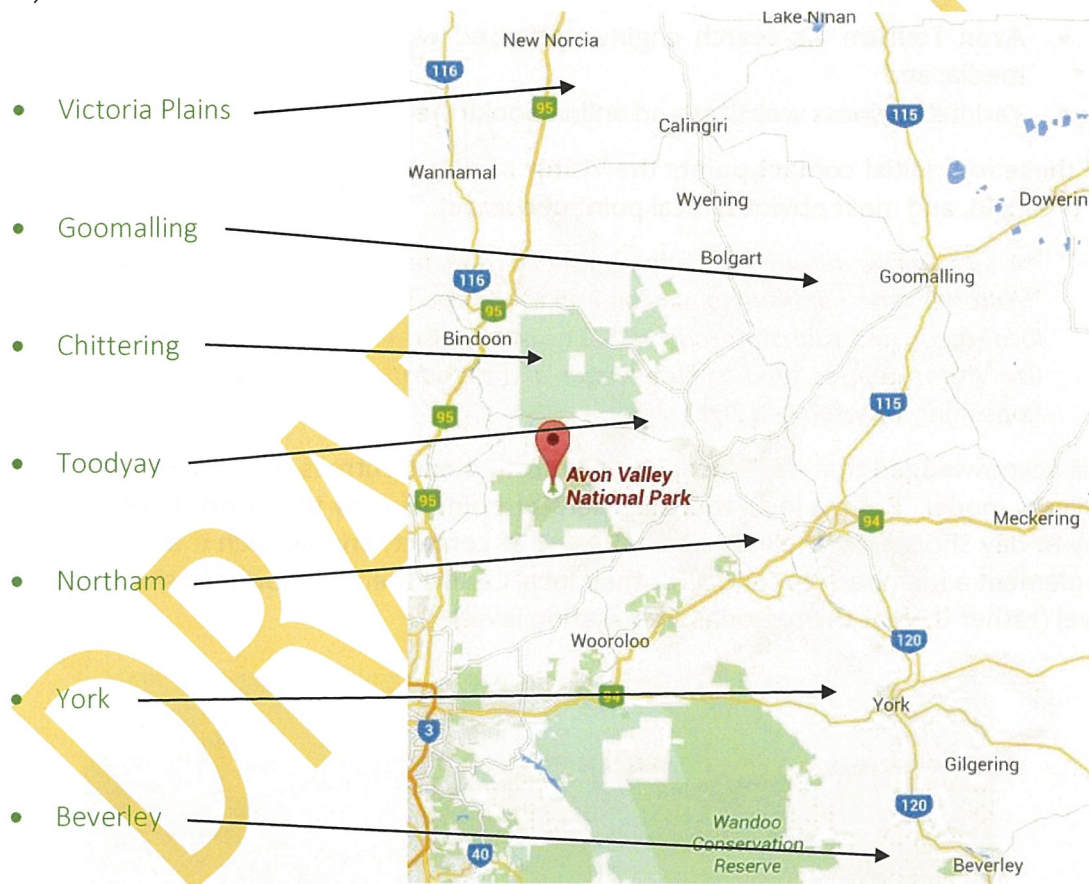 Lake Ninan
New Norcia
116
Victoria Plains
95
115
Calingiri
Wannamal
Wyening
Dowerin
Goomalling
Bolgart
116
Goomalling
95
Bindoon
Chittering
115
95
Toodyay
Avon Valley
National Park
95
94
Meckering
Northam
Wooroloo
120
94
York
York
3
Gilgering
120
Beverley
Wandoo
Conservation
Reserve
40
Beverley